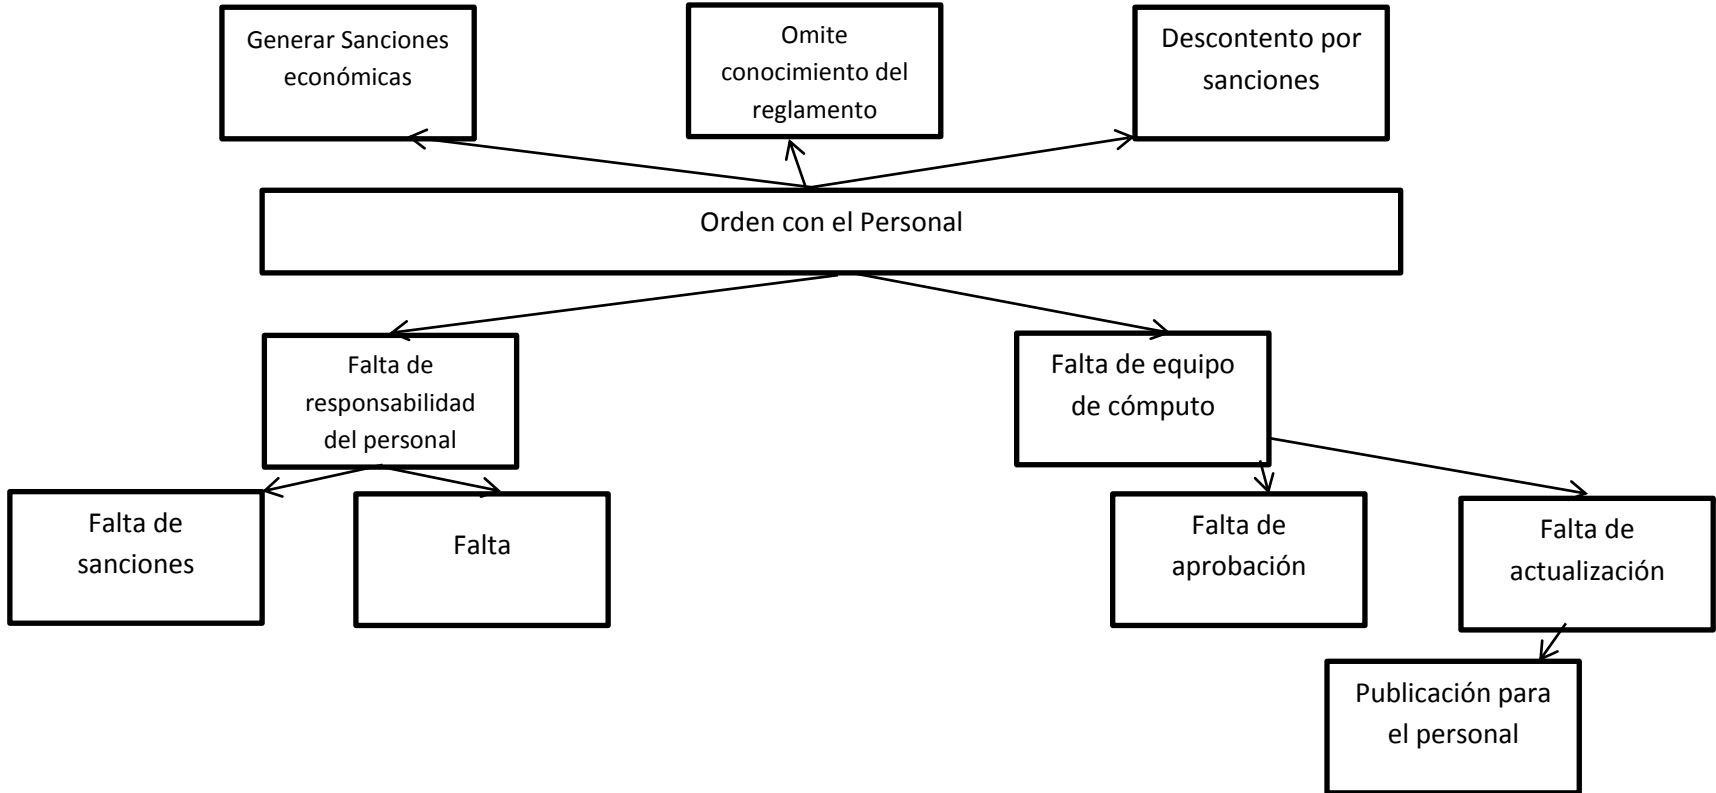 Generar Sanciones
económicas
Omite
conocimiento del
reglamento
Descontento por
sanciones
Orden con el Personal
Falta de
responsabilidad
del personal
Falta de equipo
de cómputo
Falta de
sanciones
Falta
Falta de
aprobación
Falta de
actualización
Publicación para
el personal